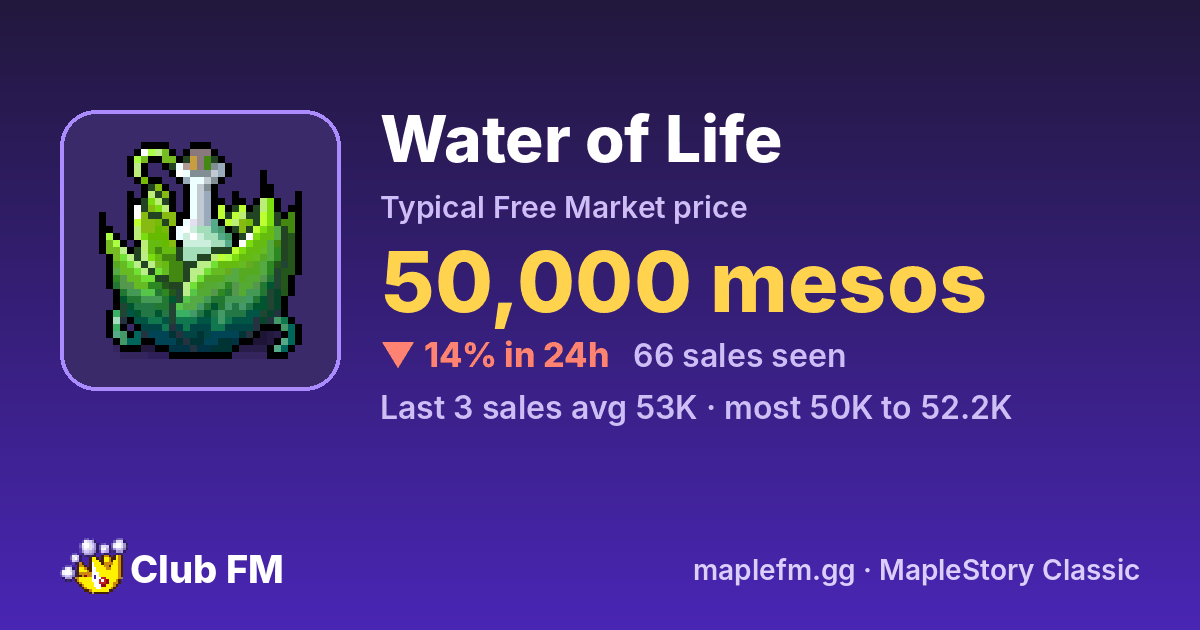 Water of Life
Typical Free Market price
50,000 mesos
▼ 14% in 24h 66 sales seen
Last 3 sales avg 53K · most 50K to 52.2K
Club FM
maplefm.gg · MapleStory Classic